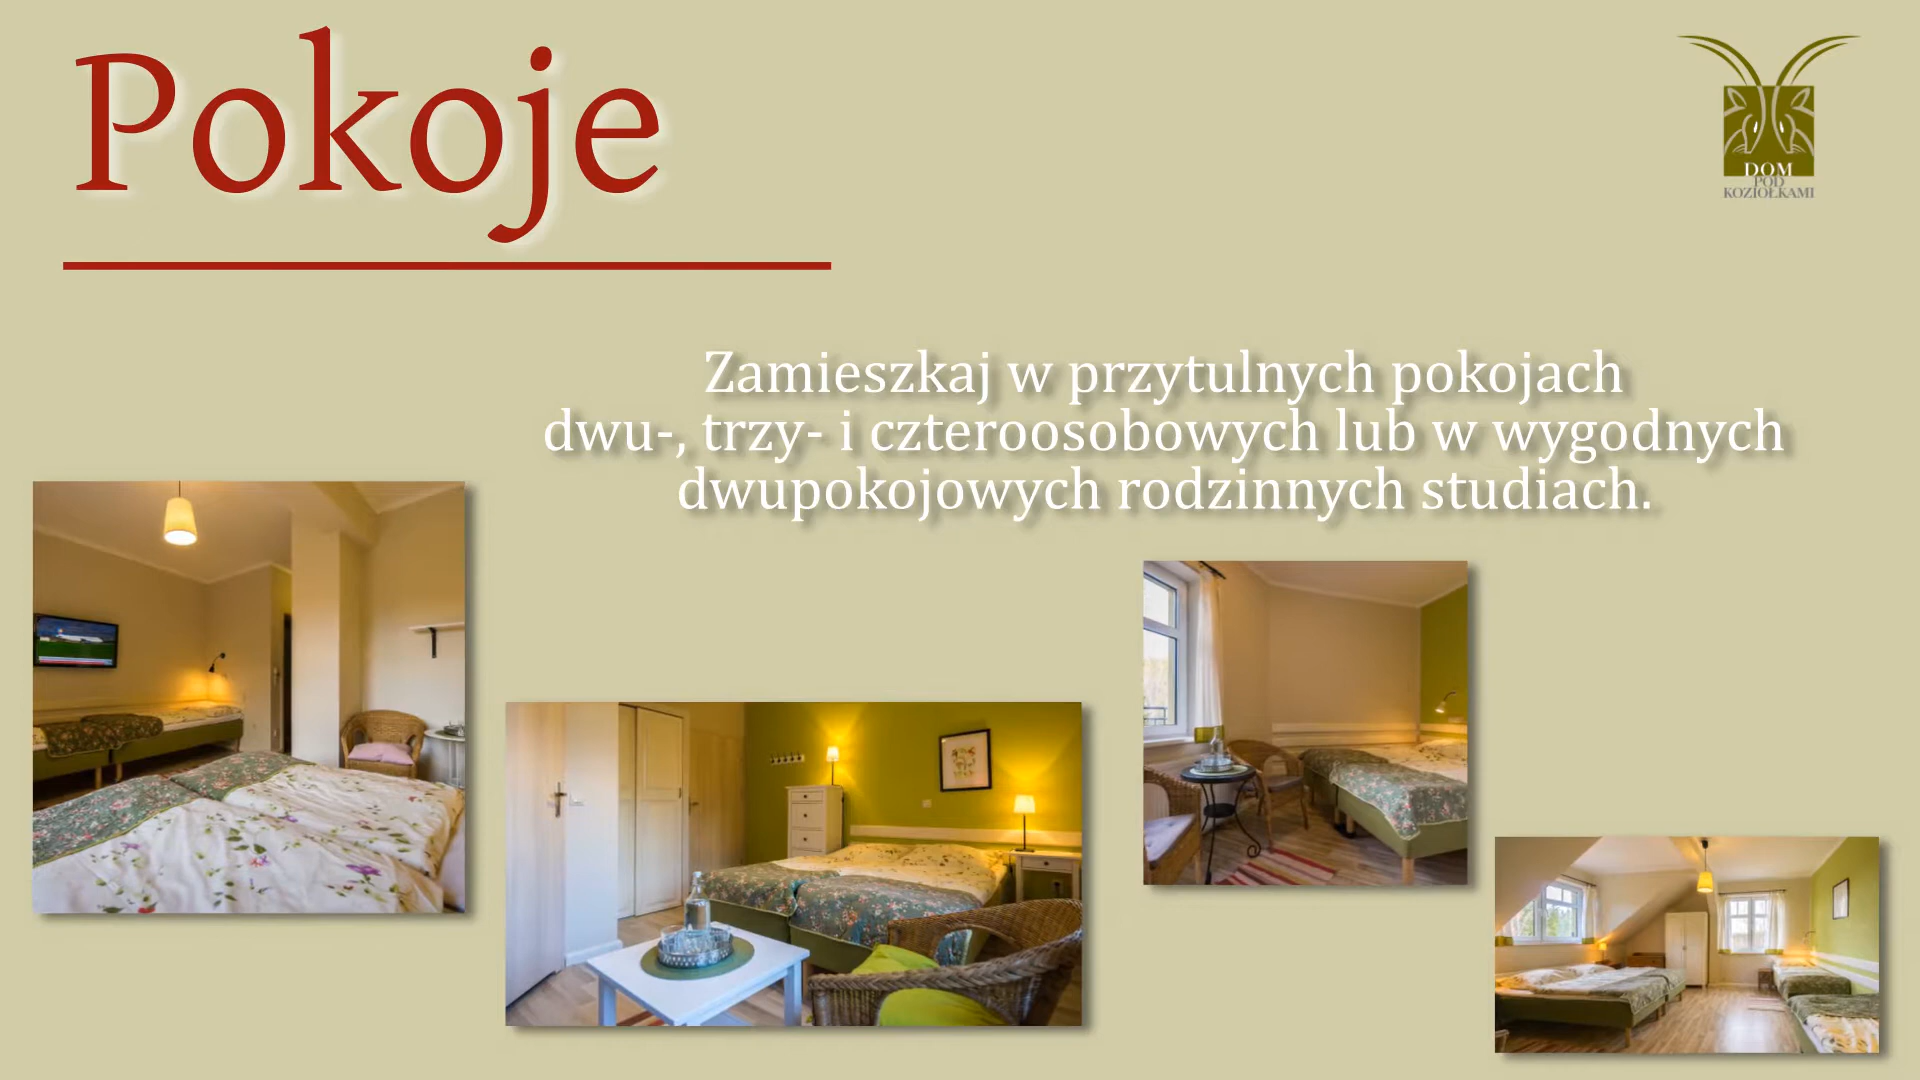 Pokoje
DOM
POD
KOZIOŁKAMI
Zamieszkaj w przytulnych pokojach
dwu-, trzy- i czteroosobowych lub w wygodnych
dwupokojowych rodzinnych studiach.